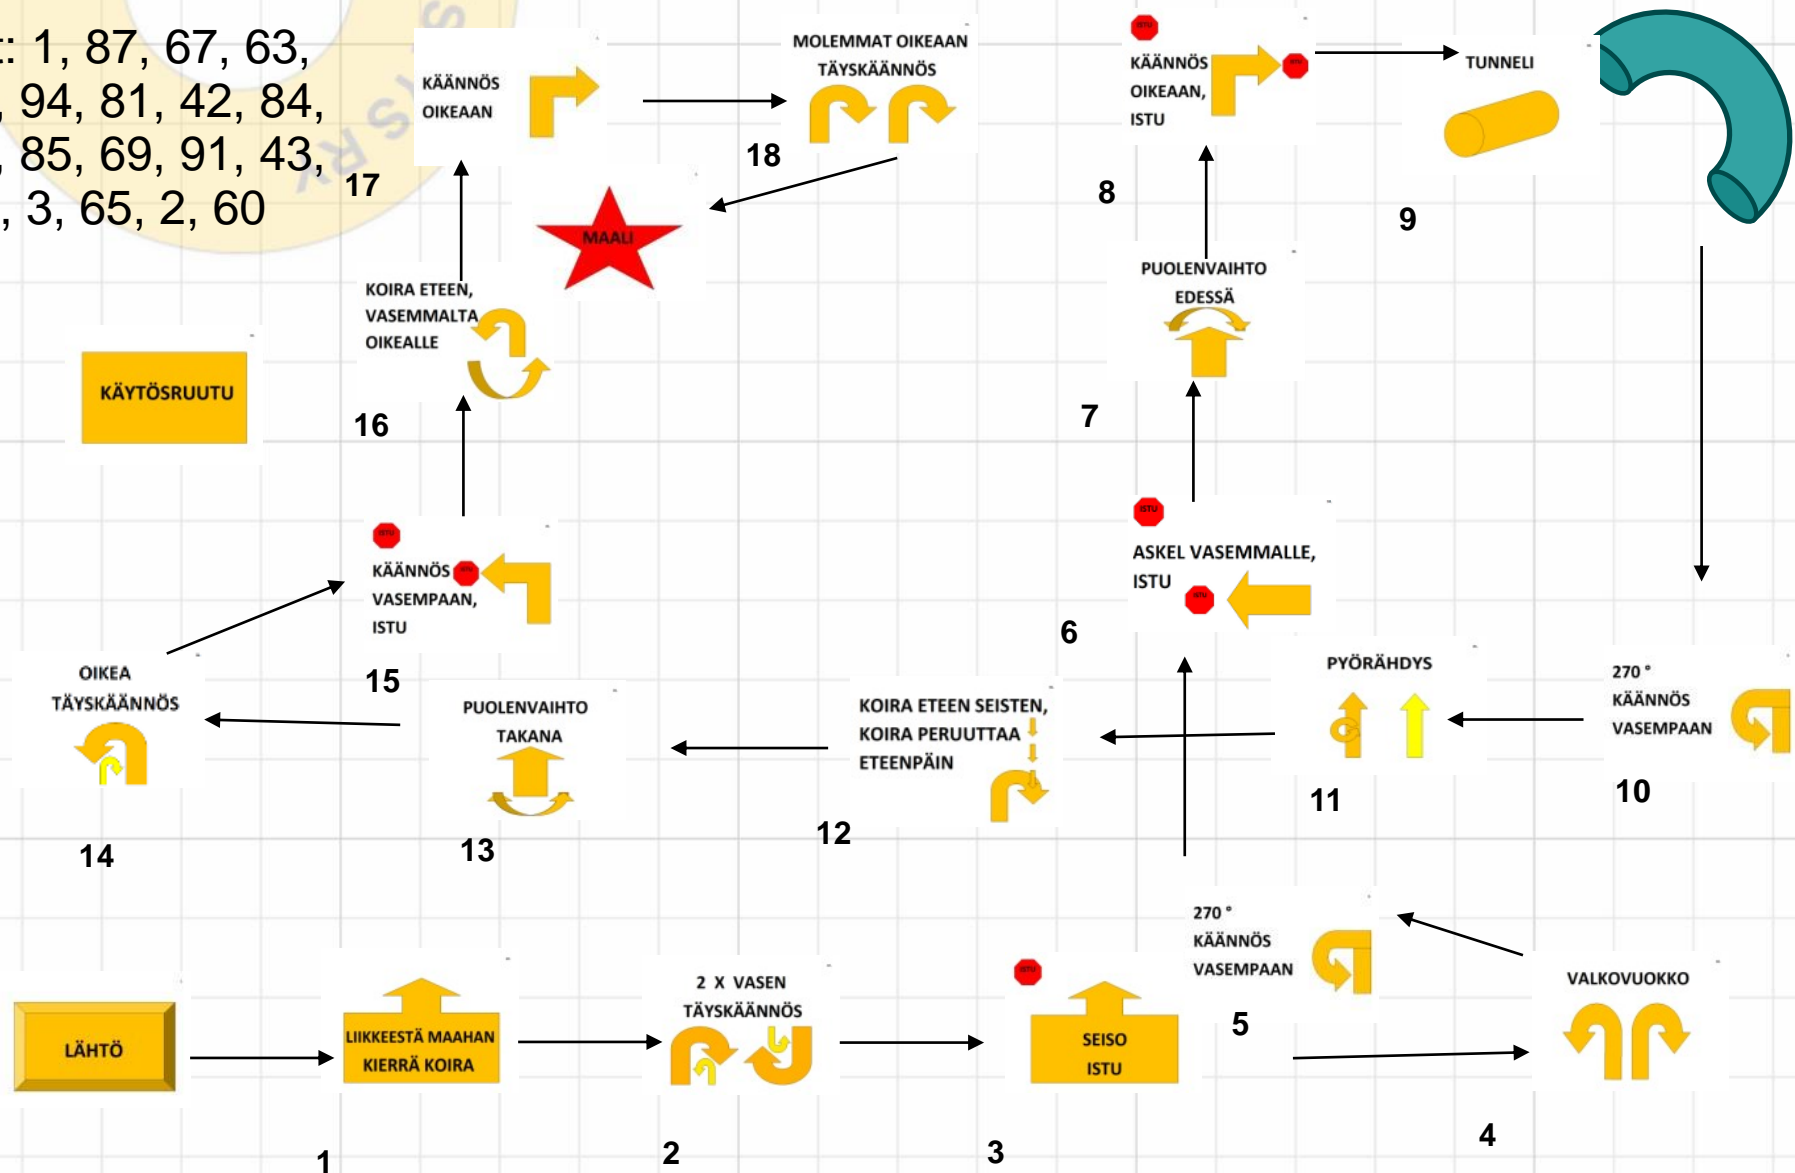 t: 1, 87, 67, 63,
, 94, 81, 42, 84,
, 85, 69, 91, 43,
, 3, 65, 2, 60
KÄÄNNÖS
OIKEAAN
17
MOLEMMAT OIKEAAN
TÄYSKÄÄNNÖS
18
MAALI
ISTU
KÄÄNNÖS
OIKEAAN,
ISTU
8
TUNNELI
9
PUOLENVAIHTO
EDESSÄ
7
KOIRA ETEEN,
VASEMMALTA
OIKEALLE
16
KÄYTÖSRUUTU
ISTU
ASKEL VASEMMALLE,
ISTU
ISTU
6
ISTU
KÄÄNNÖS
VASEMPAAN,
ISTU
15
OIKEA
TÄYSKÄÄNNÖS
14
PUOLENVAIHTO
TAKANA
13
KOIRA ETEEN SEISTEN,
KOIRA PERUUTTAA
ETEENPÄIN
12
PYÖRÄHDYS
11
270 °
KÄÄNNÖS
VASEMPAAN
10
270 °
KÄÄNNÖS
VASEMPAAN
5
VALKOVUOKKO
4
LÄHTÖ
LIIKKEESTÄ MAAHAN
KIERRÄ KOIRA
1
2 X VASEN
TÄYSKÄÄNNÖS
2
SEISO
ISTU
3